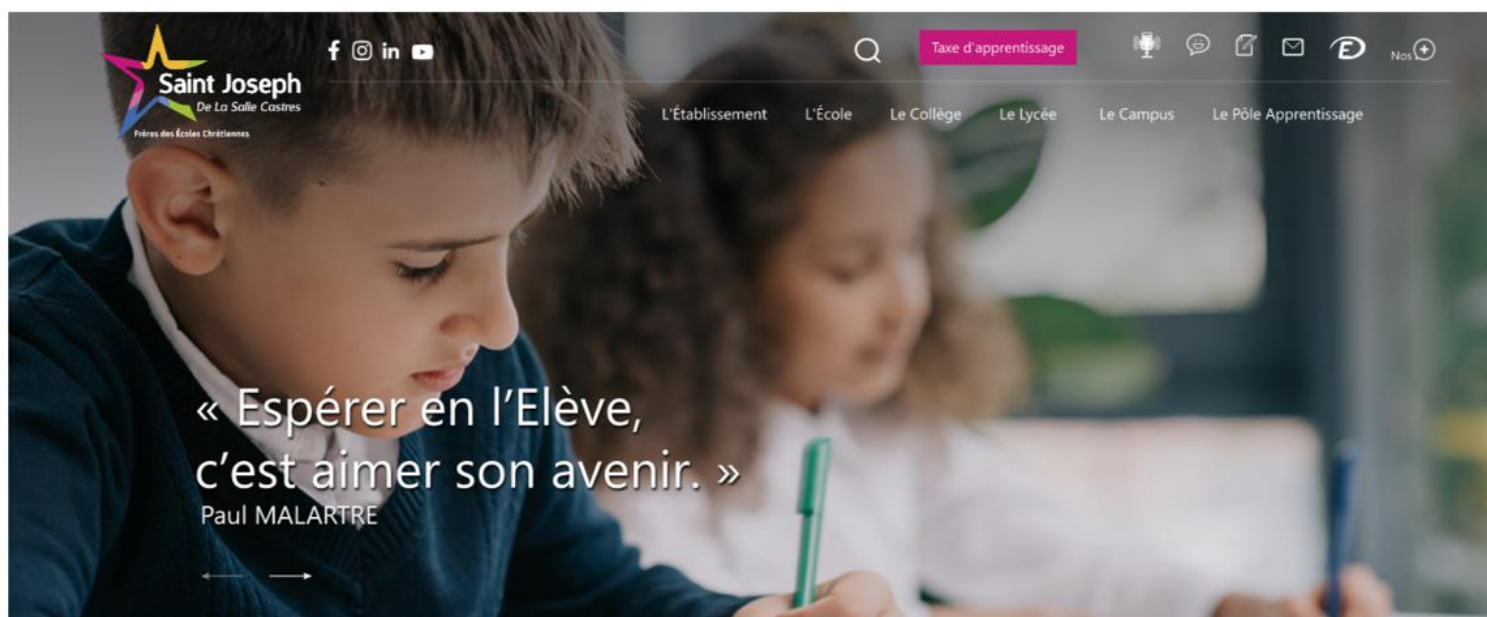 Saint Joseph
De La Salle Castres
Frères des Écoles Chrétiennes
Taxe d'apprentissage
Nos
L'Établissement L'École Le Collège Le Lycée Le Campus Le Pôle Apprentissage
« Espérer en l'Elève,
c'est aimer son avenir. »
Paul MALARTRE